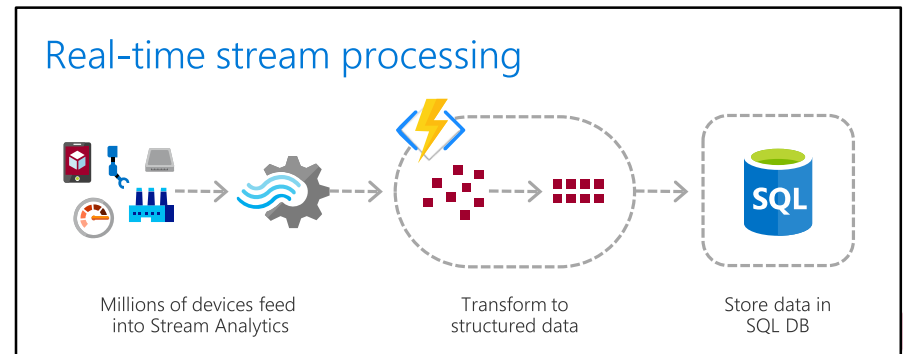 Real-time stream processing
SQL
Millions of devices feed
into Stream Analytics
Transform to
structured data
Store data in
SQL DB